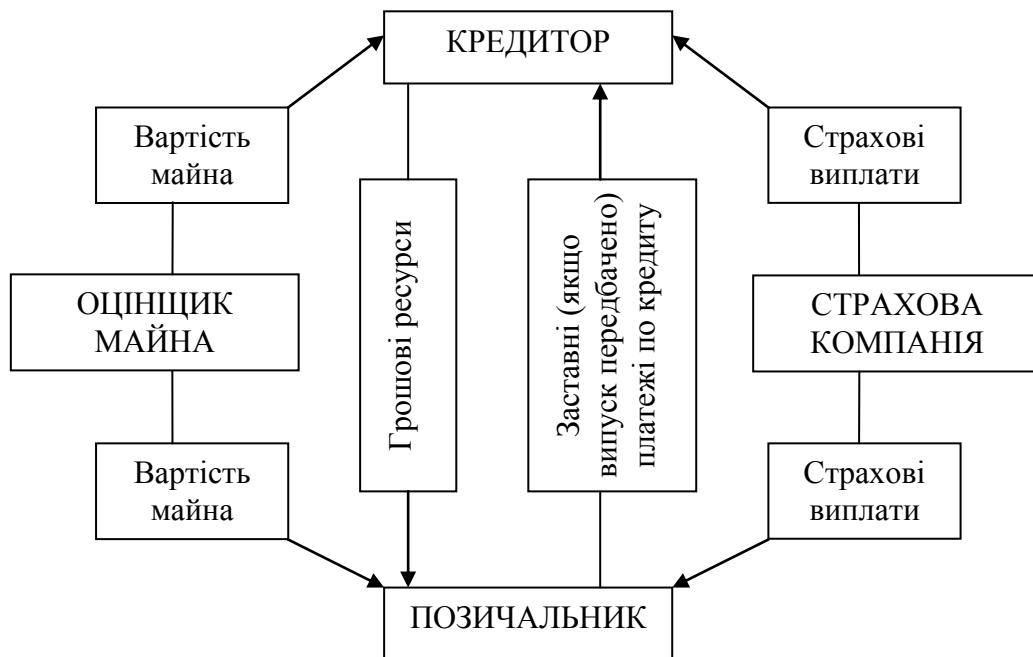 КРЕДИТОР
Вартість
майна
Страхові
виплати
Грошові ресурси
Заставні (якщо
випуск передбачено)
платежі по кредиту
ОЦІНЩИК
МАЙНА
СТРАХОВА
КОМПАНІЯ
Вартість
майна
Страхові
виплати
ПОЗИЧАЛЬНИК